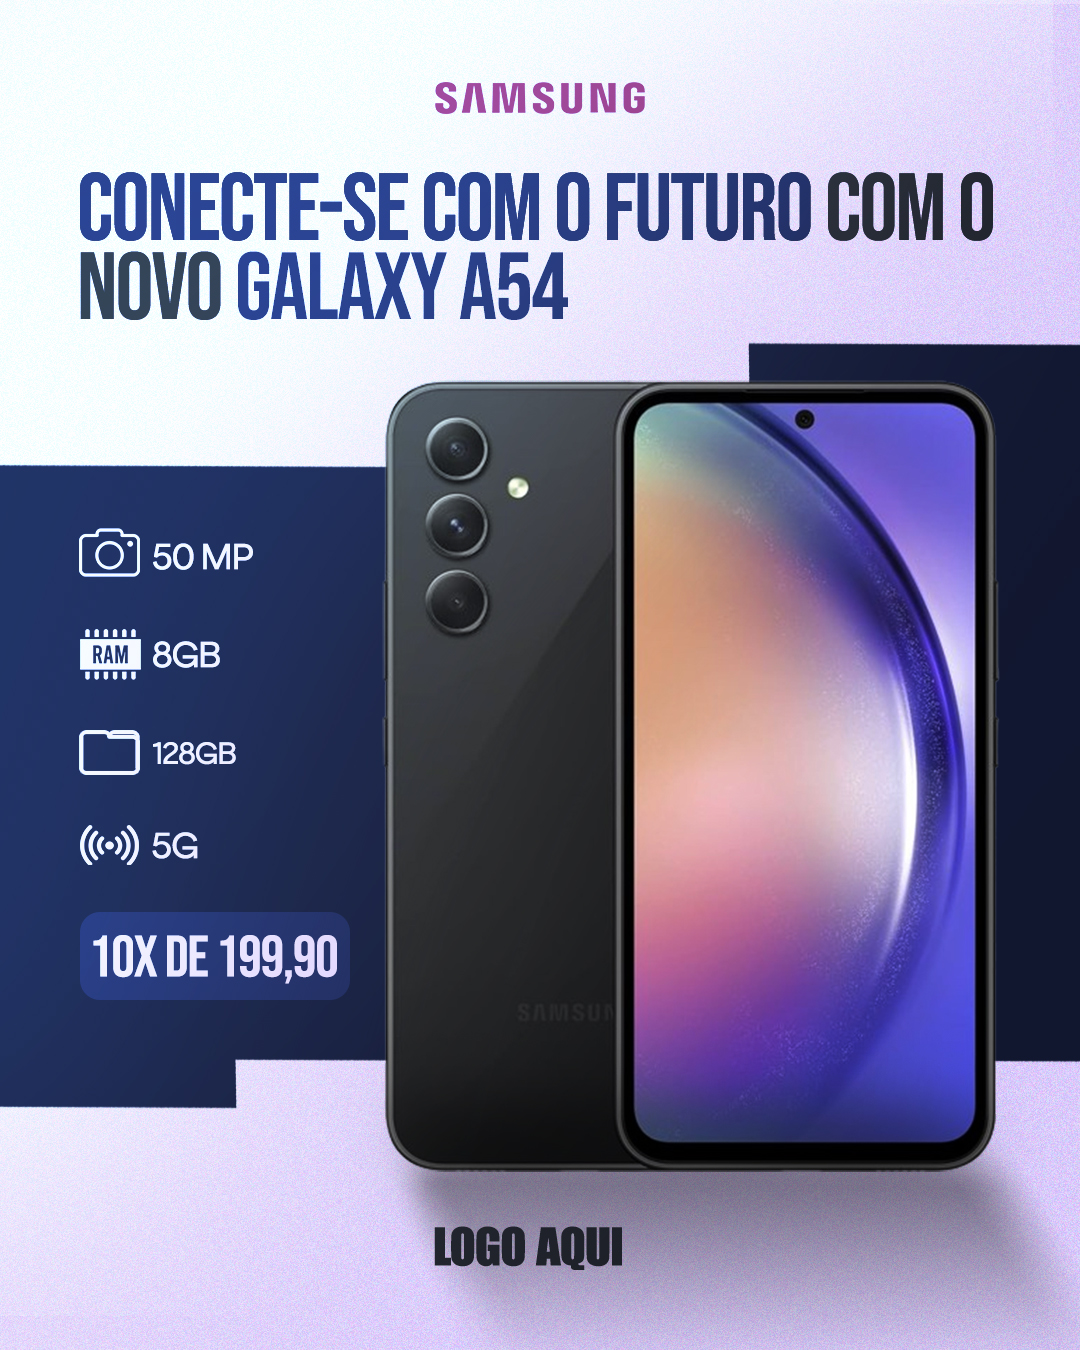 SAMSUNG
CONECTE-SE COM O FUTURO COM O
NOVO GALAXY A54
50 MP
RAM 8GB
128GB
5G
10X DE 199,90
SAMSUN
LOGO AQUI